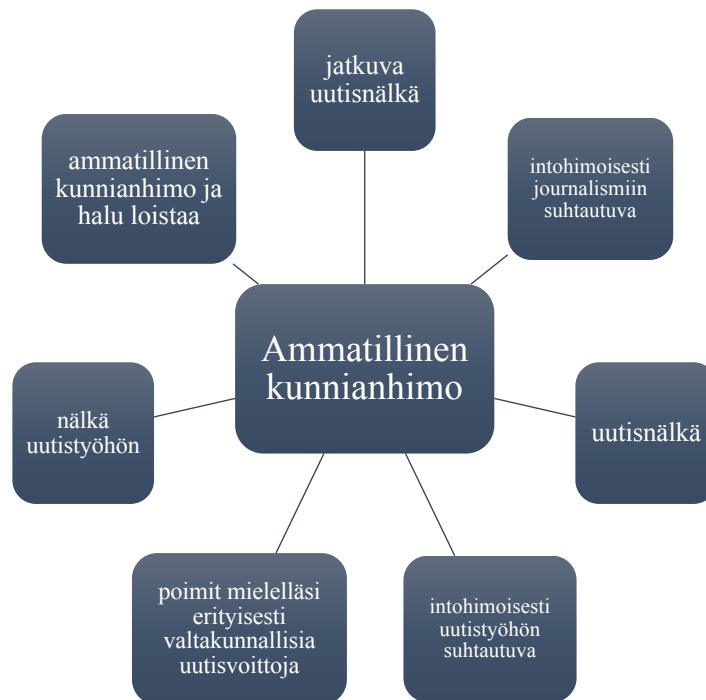 jatkuva
uutisnälkä
ammatillinen
kunnianhimo ja
halu loistaa
intohimoisesti
journalismiin
suhtautuva
Ammatillinen
kunnianhimo
nälkä
uutistyöhön
uutisnälkä
poimit mielelläsi
erityisesti
valtakunnallisia
uutisvoittoja
intohimoisesti
uutistyöhön
suhtautuva